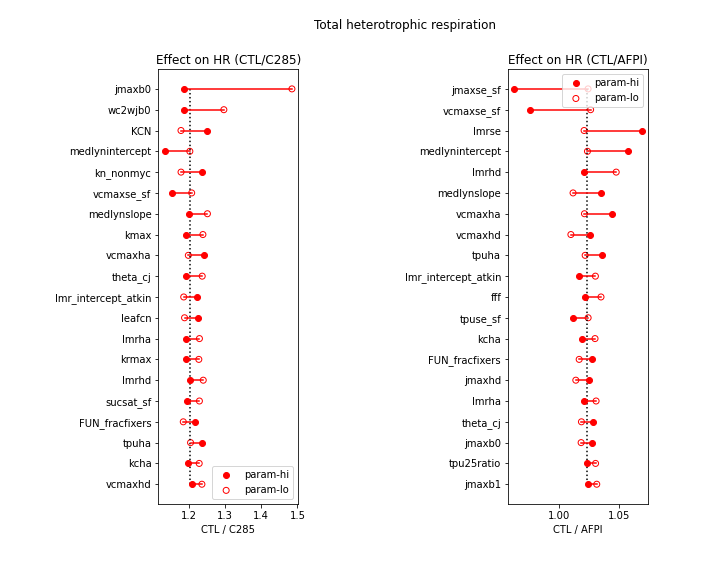 Total heterotrophic respiration
Effect on HR (CTL/C285)
jmaxb0
wc2wjb0
KCN
medlynintercept
kn_nonmyc
vcmaxse_sf
medlynslope
kmax
vcmaxha
theta_cj
lmr_intercept_atkin
leafcn
lmrha
krmax
lmrhd
sucsat_sf
FUN_fracfixers
tpuha
kcha
vcmaxhd
param-hi
param-lo
1.2 1.3 1.4 1.5
CTL / C285
Effect on HR (CTL/AFPI)
param-hi
param-lo
jmaxse_sf
vcmaxse_sf
lmrse
medlynintercept
lmrhd
medlynslope
vcmaxha
vcmaxhd
tpuha
lmr_intercept_atkin
fff
tpuse_sf
kcha
FUN_fracfixers
jmaxhd
lmrha
theta_cj
jmaxb0
tpu25ratio
jmaxb1
1.00 1.05
CTL / AFPI